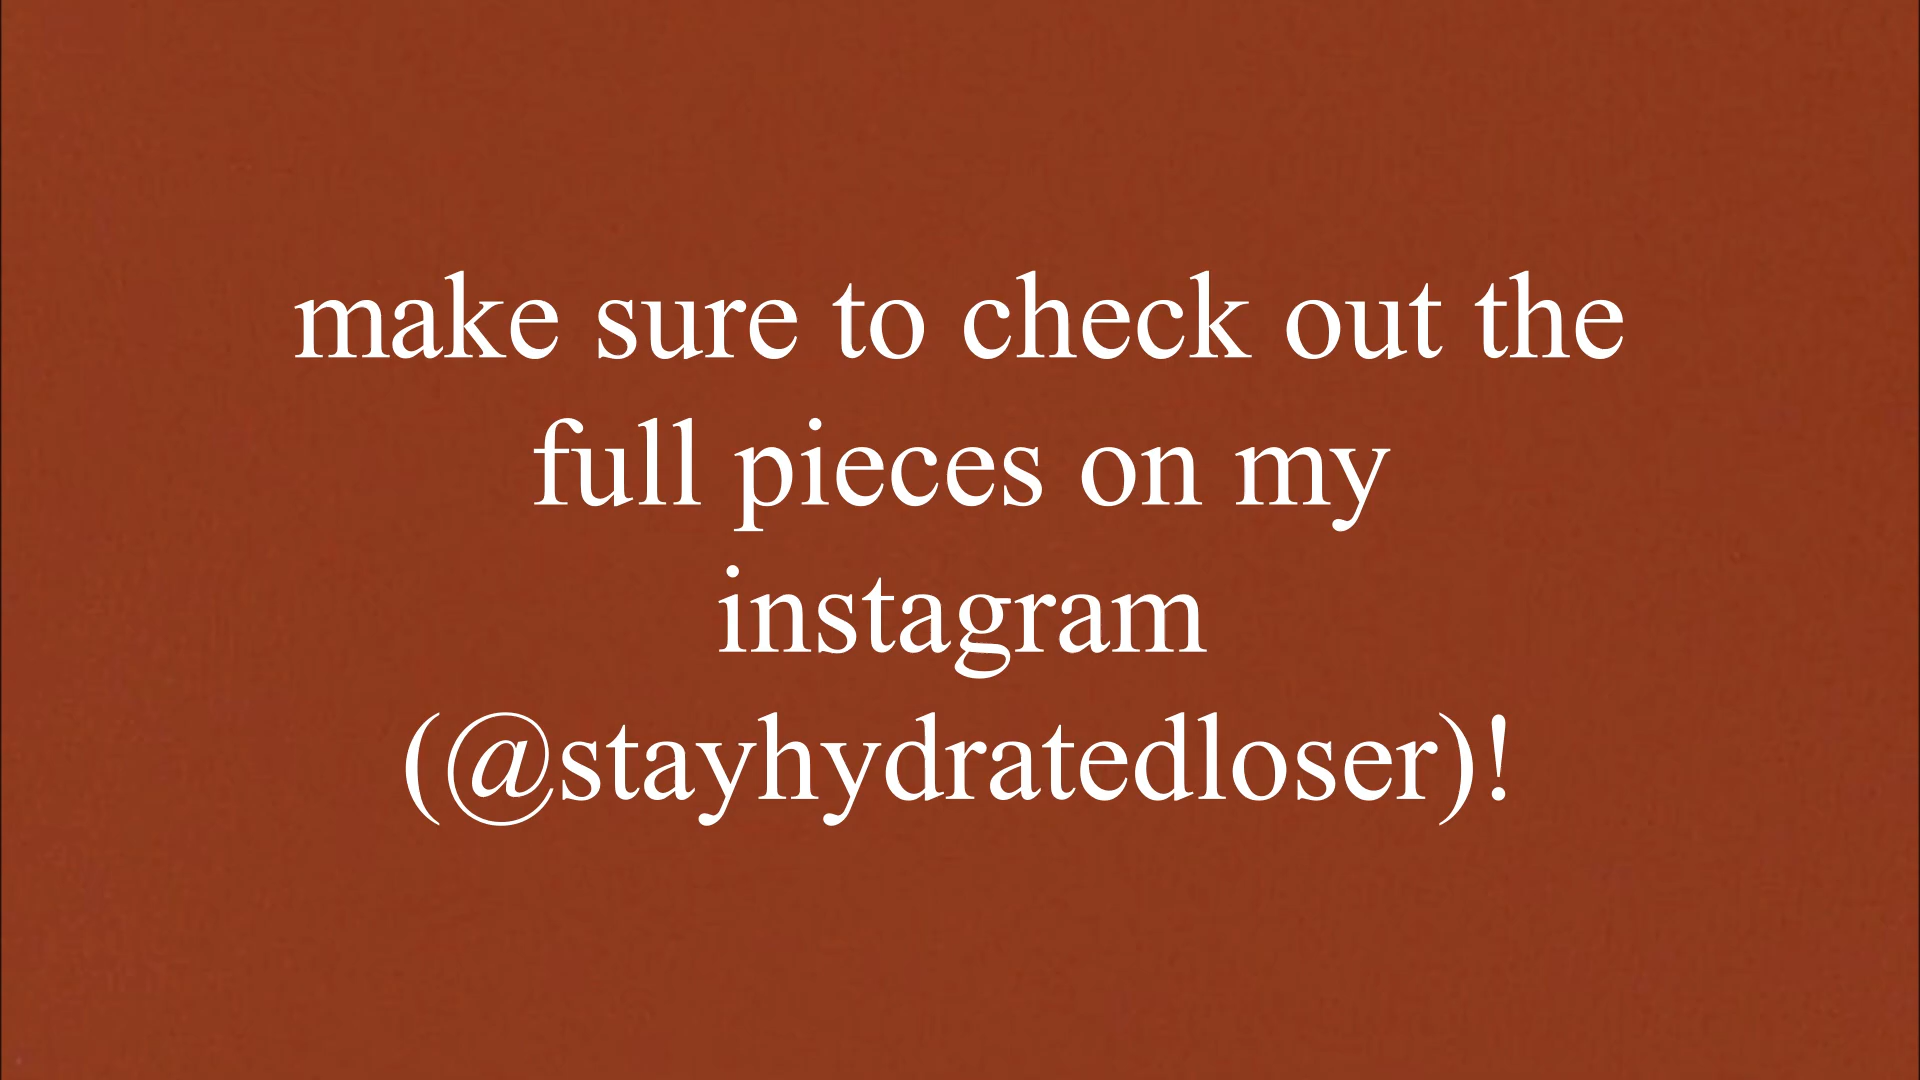 make sure to check out the
full pieces on my
instagram
(@stayhydratedloser)!